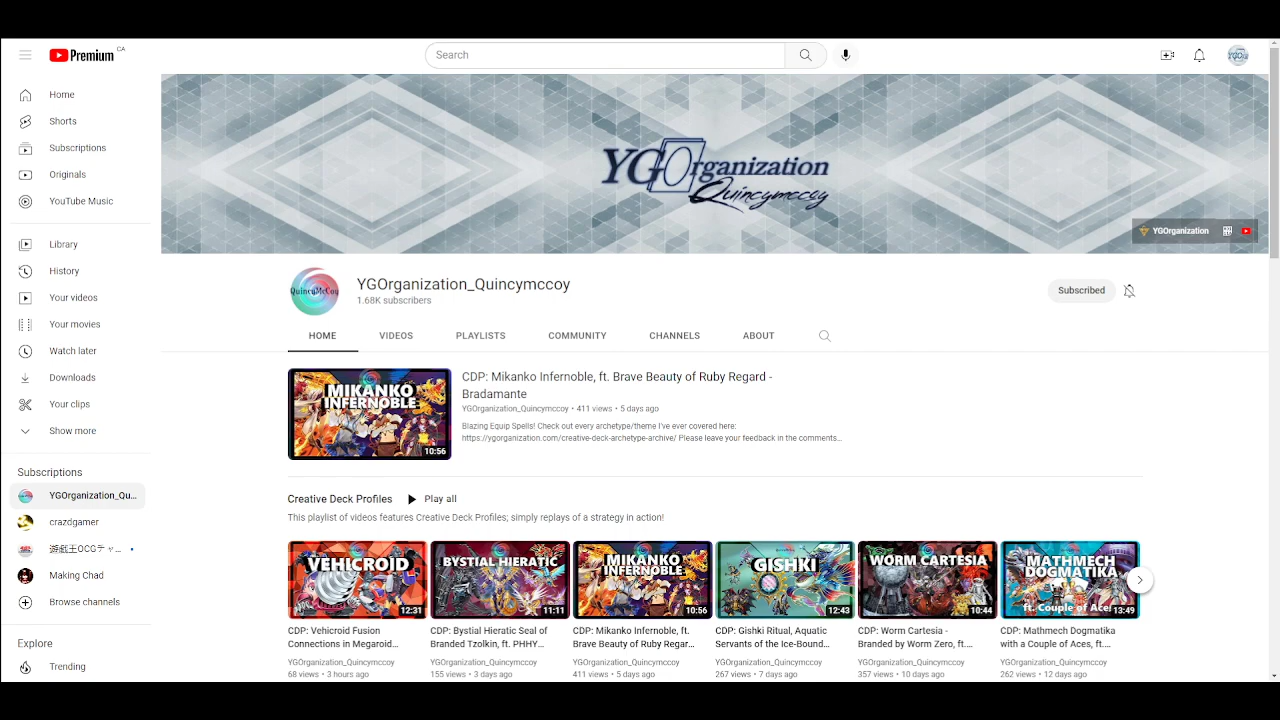 Premium CA
Search
YGO
Home
Shorts
Subscriptions
Originals
YouTube Music
Library
History
Your videos
Your movies
Watch later
Downloads
Your clips
Show more
Subscriptions
YGOrganization_Qu...
crazdgamer
遊戯王OCGチャ...
Making Chad
Browse channels
Explore
Trending
YGOrganization
Quincymccoy
YGOrganization
QuincyMcCoy
YGOrganization_Quincymccoy
1.68K subscribers
Subscribed
HOME VIDEOS PLAYLISTS COMMUNITY CHANNELS ABOUT
MIKANKO
INFERNOBLE
10:56
CDP: Mikanko Infernoble, ft. Brave Beauty of Ruby Regard -
Bradamante
YGOrganization_Quincymccoy • 411 views • 5 days ago
Blazing Equip Spells! Check out every archetype/theme I've ever covered here:
https://ygorganization.com/creative-deck-archetype-archive/ Please leave your feedback in the comments...
Creative Deck Profiles Play all
This playlist of videos features Creative Deck Profiles; simply replays of a strategy in action!
VEHICROID
12:31
CDP: Vehicroid Fusion
Connections in Megaroid...
YGOrganization_Quincymccoy
68 views • 3 hours ago
BYSTIAL HIERATIC
11:11
CDP: Bystial Hieratic Seal of
Branded Tzolkin, ft. PHHY...
YGOrganization_Quincymccoy
155 views • 3 days ago
MIKANKO
INFERNOBLE
10:56
CDP: Mikanko Infernoble, ft.
Brave Beauty of Ruby Regar...
YGOrganization_Quincymccoy
411 views • 5 days ago
GISHKI
12:43
CDP: Gishki Ritual, Aquatic
Servants of the Ice-Bound...
YGOrganization_Quincymccoy
267 views • 7 days ago
WORM CARTESIA
10:44
CDP: Worm Cartesia -
Branded by Worm Zero, ft....
YGOrganization_Quincymccoy
357 views • 10 days ago
MATHMECH
DOGMATIKA
ft. Couple of Aces
13:49
CDP: Mathmech Dogmatika
with a Couple of Aces, ft....
YGOrganization_Quincymccoy
262 views • 12 days ago